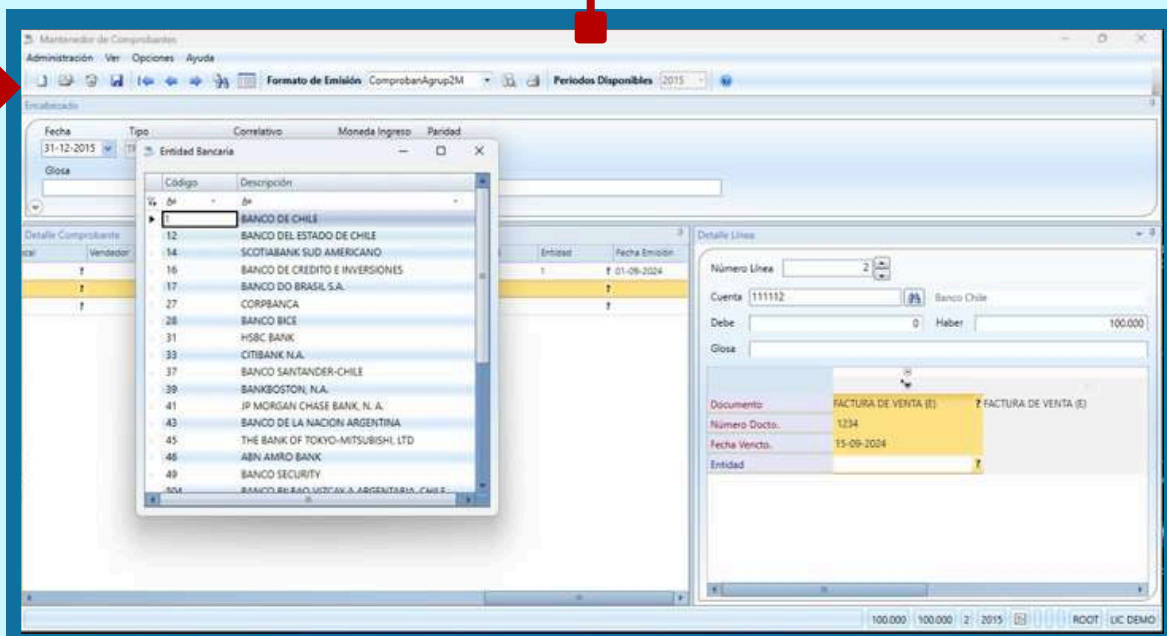 Mantenedor de Comprobantes
Administración Ver Opciones Ayuda
Formato de Emisión ComprobanAgrup2M Periodos Disponibles 2015
Encabezado
Fecha Tipo Correlativo Moneda Ingreso Paridad
31-12-2015
Glosa
Entidad Bancaria
Código Descripción
1 BANCO DE CHILE
12 BANCO DEL ESTADO DE CHILE
14 SCOTIABANK SUD AMERICANO
16 BANCO DE CREDITO E INVERSIONES
17 BANCO DO BRASIL S.A.
27 CORPBANCA
28 BANCO BICE
31 HSBC BANK
33 CITIBANK N.A.
37 BANCO SANTANDER-CHILE
39 BANKBOSTON, N.A.
41 JP MORGAN CHASE BANK, N. A.
43 BANCO DE LA NACION ARGENTINA
45 THE BANK OF TOKYO-MITSUBISHI, LTD
46 ABN AMRO BANK
49 BANCO SECURITY
504 BANCO BILBAO VIZCAYA ARGENTARIA, CHILE
Detalle Comprobante
Vendedor Entidad Fecha Emisión
? 1 ? 01-09-2024
? ?
? ?
Detalle Línea
Número Línea 2
Cuenta 111112 Banco Chile
Debe 0 Haber 100.000
Glosa
Documento FACTURA DE VENTA (E) ? FACTURA DE VENTA (E)
Número Docto. 1234
Fecha Vencto. 15-09-2024
Entidad ?
100.000 100.000 2 2015 ROOT LIC DEMO